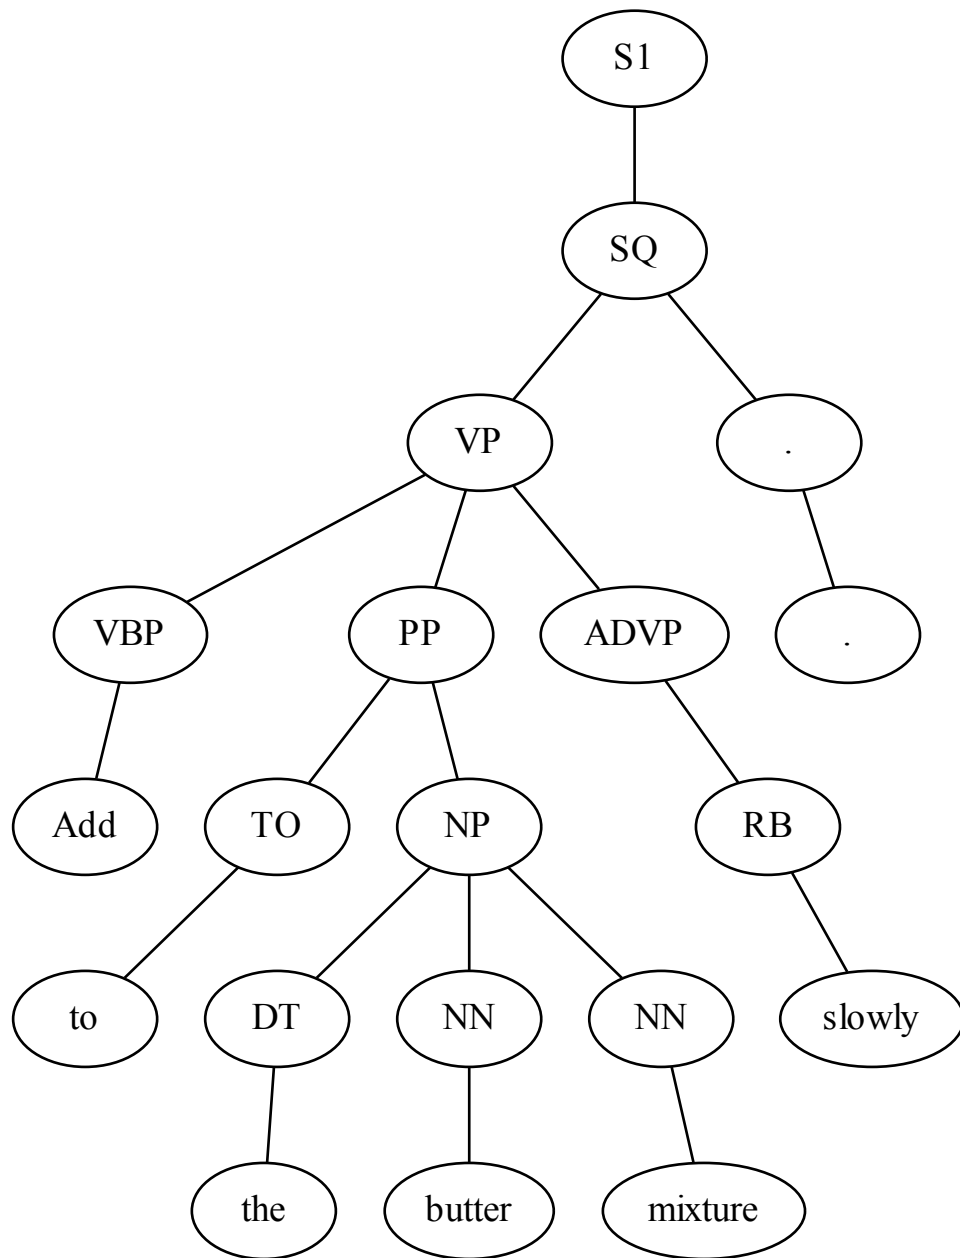 S1
SQ
VP .
VBP PP ADVP .
Add TO NP RB
to DT NN NN slowly
the butter mixture